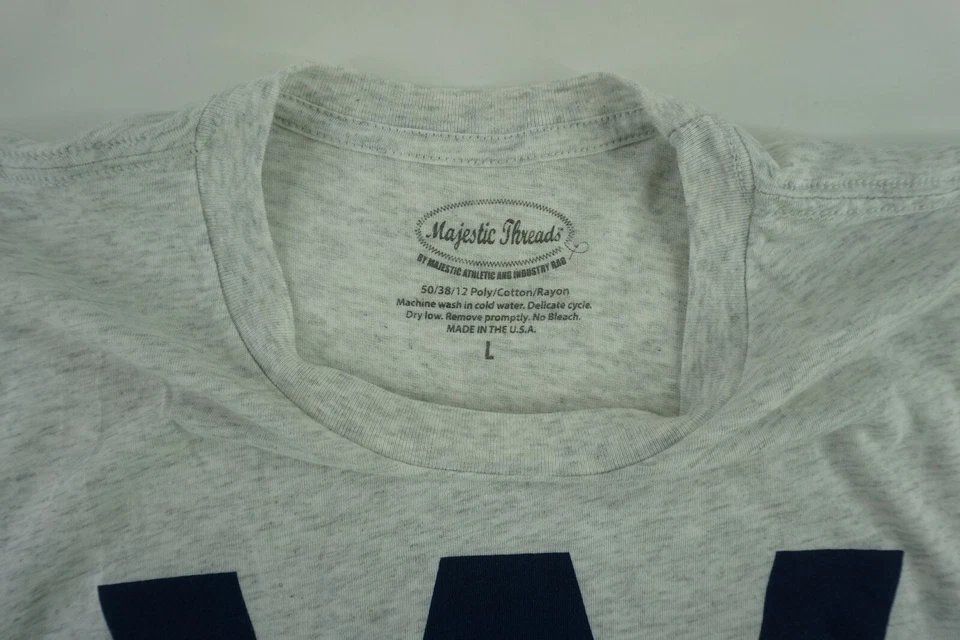 Majestic Threads™
BY MAJESTIC ATHLETIC AND INDUSTRY RAG
50/38/12 Poly/Cotton/Rayon
Machine wash in cold water. Delicate cycle.
Dry low. Remove promptly. No Bleach.
MADE IN THE U.S.A.
L